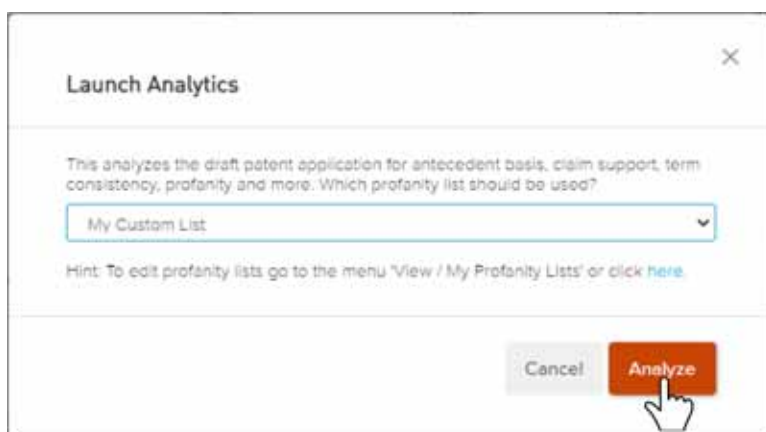 Launch Analytics
This analyzes the draft patent application for antecedent basis, claim support, term
consistency, profanity and more. Which profanity list should be used?
My Custom List
Hint: To edit profanity lists go to the menu 'View / My Profanity Lists' or click here.
Cancel
Analyze